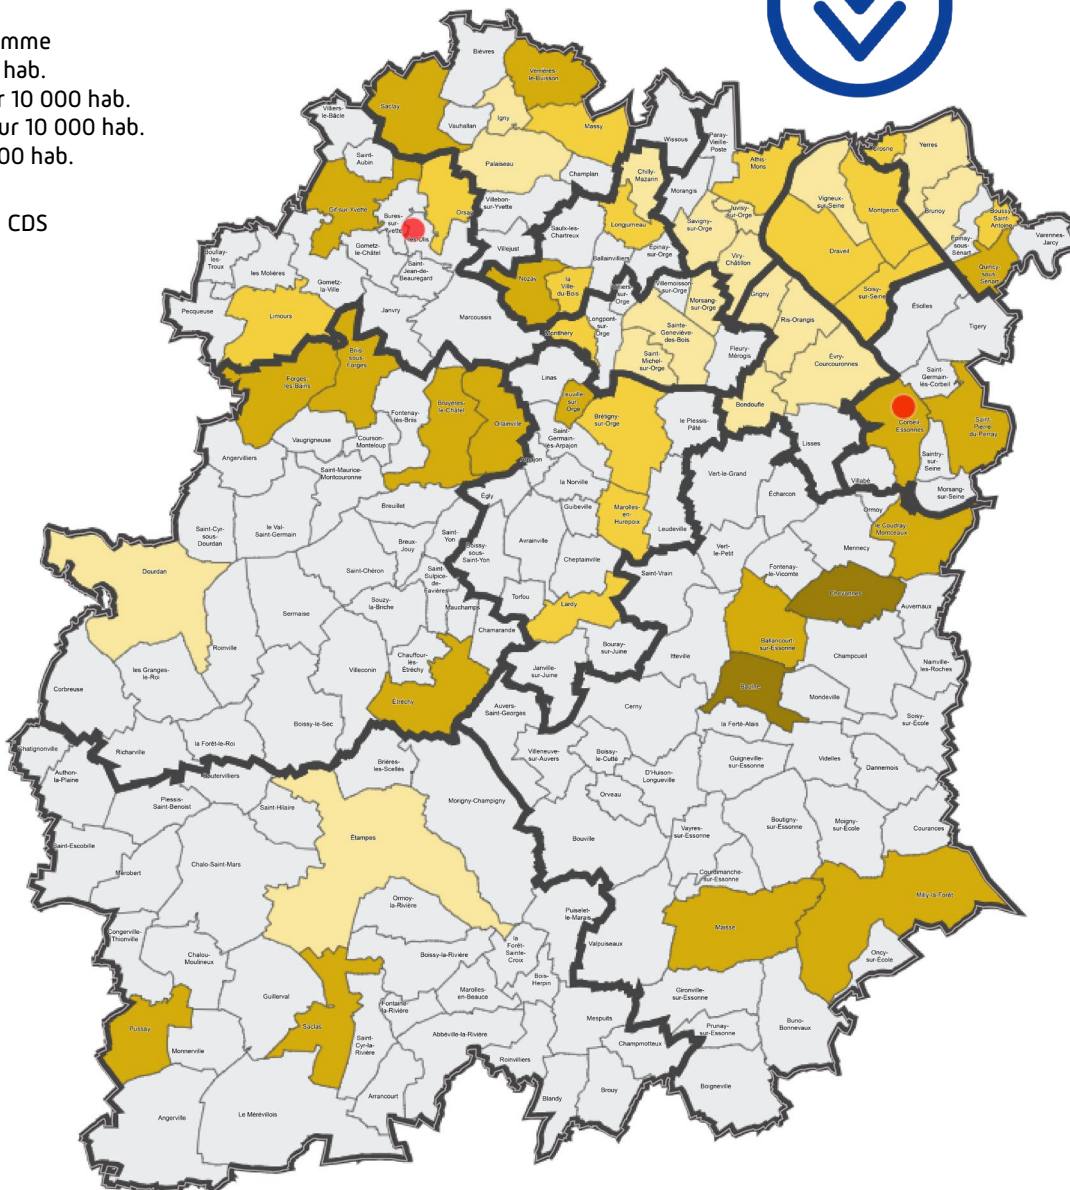 mme
hab.
r 10 000 hab.
ur 10 000 hab.
00 hab.
CDS
Bièvres
Verrières-
le-Buisson
Saclay
Villiers-
le-Bâcle
Vauhallan
Igny
Massy
Wissous
Paray-
Vieille-
Poste
Saint-
Aubin
Palaiseau
Champlan
Chilly-
Mazarin
Athis-
Mons
Crosne
Yerres
Morangis
Gif-sur-Yvette
Bures-
sur-
Yvette
les Ulis
Orsay
Villebon-
sur-Yvette
Longjumeau
Savigny-
sur-Orge
Juvisy-
sur-Orge
Vigneux-
sur-Seine
Montgeron
Brunoy
Boussy-
Saint-
Antoine
Varennes-
Jarcy
Épinay-
sous-
Sénart
Quincy-
sous-
Sénart
Saulx-les-
Chartreux
Villejust
Ballainvilliers
Épinay-
sur-Orge
Viry-
Châtillon
Draveil
Gometz-
le-Châtel
Saint-
Jean-de-
Beauregard
Boullay-
les-
Troux
les Molières
Gometz-
la-Ville
Pecqueuse
Limours
Janvry
Marcoussis
Nozay
la
Ville-
du-Bois
Villiers-
sur-
Orge
Villemoisson-
sur-Orge
Morsang-
sur-Orge
Grigny
Soisy-
sur-Seine
Étiolles
Tigery
Montlhéry
Longpont-
sur-
Orge
Sainte-
Geneviève-
des-Bois
Ris-Orangis
Saint-
Michel-
sur-Orge
Fleury-
Mérogis
Évry-
Courcouronnes
Saint-
Germain-
lès-Corbeil
Forges-
les-Bains
Briis-
sous-
Forges
Linas
Bondoufle
Corbeil-
Essonnes
Saint-
Pierre-
du-Perray
Bruyères-
le-Châtel
Ollainville
Leuville-
sur-
Orge
Brétigny-
sur-Orge
le Plessis-
Pâté
Lisses
Saintry-
sur-
Seine
Fontenay-
lès-Briis
Vaugrigneuse
Courson-
Monteloup
Saint-
Germain-
lès-Arpajon
Arpajon
Villabé
Morsang-
sur-Seine
Angervilliers
Saint-Maurice-
Montcouronne
la Norville
Vert-le-Grand
Écharcon
Ormoy
le Coudray-
Montceaux
Breuillet
Égly
Guibeville
Marolles-
en-
Hurepoix
Leudeville
Mennecy
Saint-Cyr-
sous-
Dourdan
le Val-
Saint-Germain
Breux-
Jouy
Saint-
Yon
Boissy-
sous-
Saint-Yon
Avrainville
Cheptainville
Vert-
le-Petit
Fontenay-
le-Vicomte
Dourdan
Saint-Chéron
Saint-
Sulpice-
de-
Favières
Saint-Vrain
Chevannes
Auvernaux
Souzy-
la-Briche
Mauchamps
Torfou
Lardy
Sermaise
Chamarande
Bouray-
sur-Juine
Itteville
Ballancourt-
sur-Essonne
Champcueil
Nainville-
les-Roches
Roinville
Chauffour-
lès-
Étréchy
Janville-
sur-Juine
les Granges-
le-Roi
Villeconin
Corbreuse
Étréchy
Auvers-
Saint-Georges
Cerny
Baulne
Mondeville
Soisy-
sur-École
la Ferté-Alais
Boissy-le-Sec
Richarville
la Forêt-le-Roi
Chatignonville
Villeneuve-
sur-Auvers
Boissy-
le-Cutté
Guigneville-
sur-Essonne
Videlles
Dannemois
Authon-
la-Plaine
Boutervilliers
Brières-
les-Scellés
D'Huison-
Longueville
Orveau
Plessis-
Saint-Benoist
Saint-Hilaire
Morigny-Champigny
Étampes
Bouville
Vayres-
sur-Essonne
Boutigny-
sur-Essonne
Moigny-
sur-École
Courances
Saint-Escobille
Mérobert
Chalo-Saint-Mars
Courdimanche-
sur-Essonne
Ormoy-
la-Rivière
Puiselet-
le-Marais
Valpuiseaux
Maisse
Milly-la-Forêt
Congerville-
Thionville
Chalou-
Moulineux
Boissy-la-Rivière
la
Forêt-
Sainte-
Croix
Oncy-
sur-École
Guillerval
Bois-
Herpin
Marolles-
en-Beauce
Gironville-
sur-Essonne
Pussay
Saclas
Fontaine-
la-Rivière
Mespuits
Prunay-
sur-Essonne
Buno-
Bonnevaux
Monnerville
Saint-
Cyr-la-
Rivière
Abbéville-la-Rivière
Champmotteux
Roinvilliers
Boigneville
Arrancourt
Blandy
Brouy
Angerville
Le Mérévillois